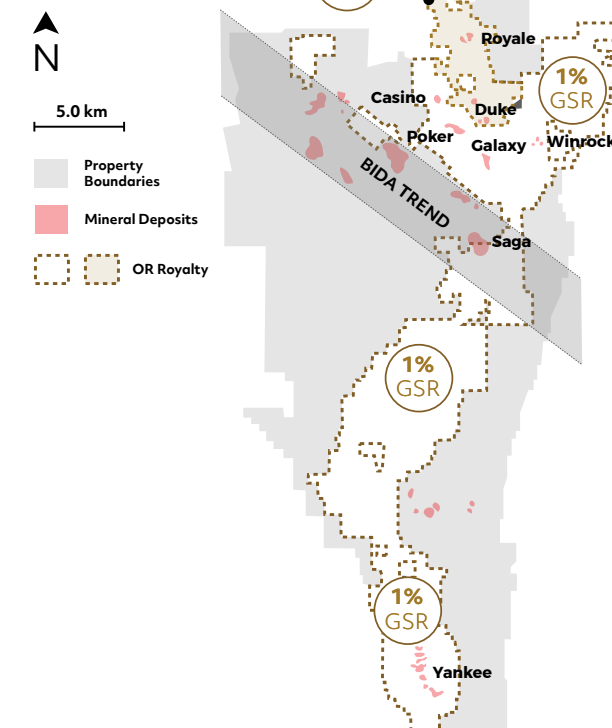 N
5.0 km
Property
Boundaries
Mineral Deposits
OR Royalty
Royale
1%
GSR
Casino
Duke
Poker
Galaxy
Winrock
BIDA TREND
Saga
1%
GSR
1%
GSR
Yankee